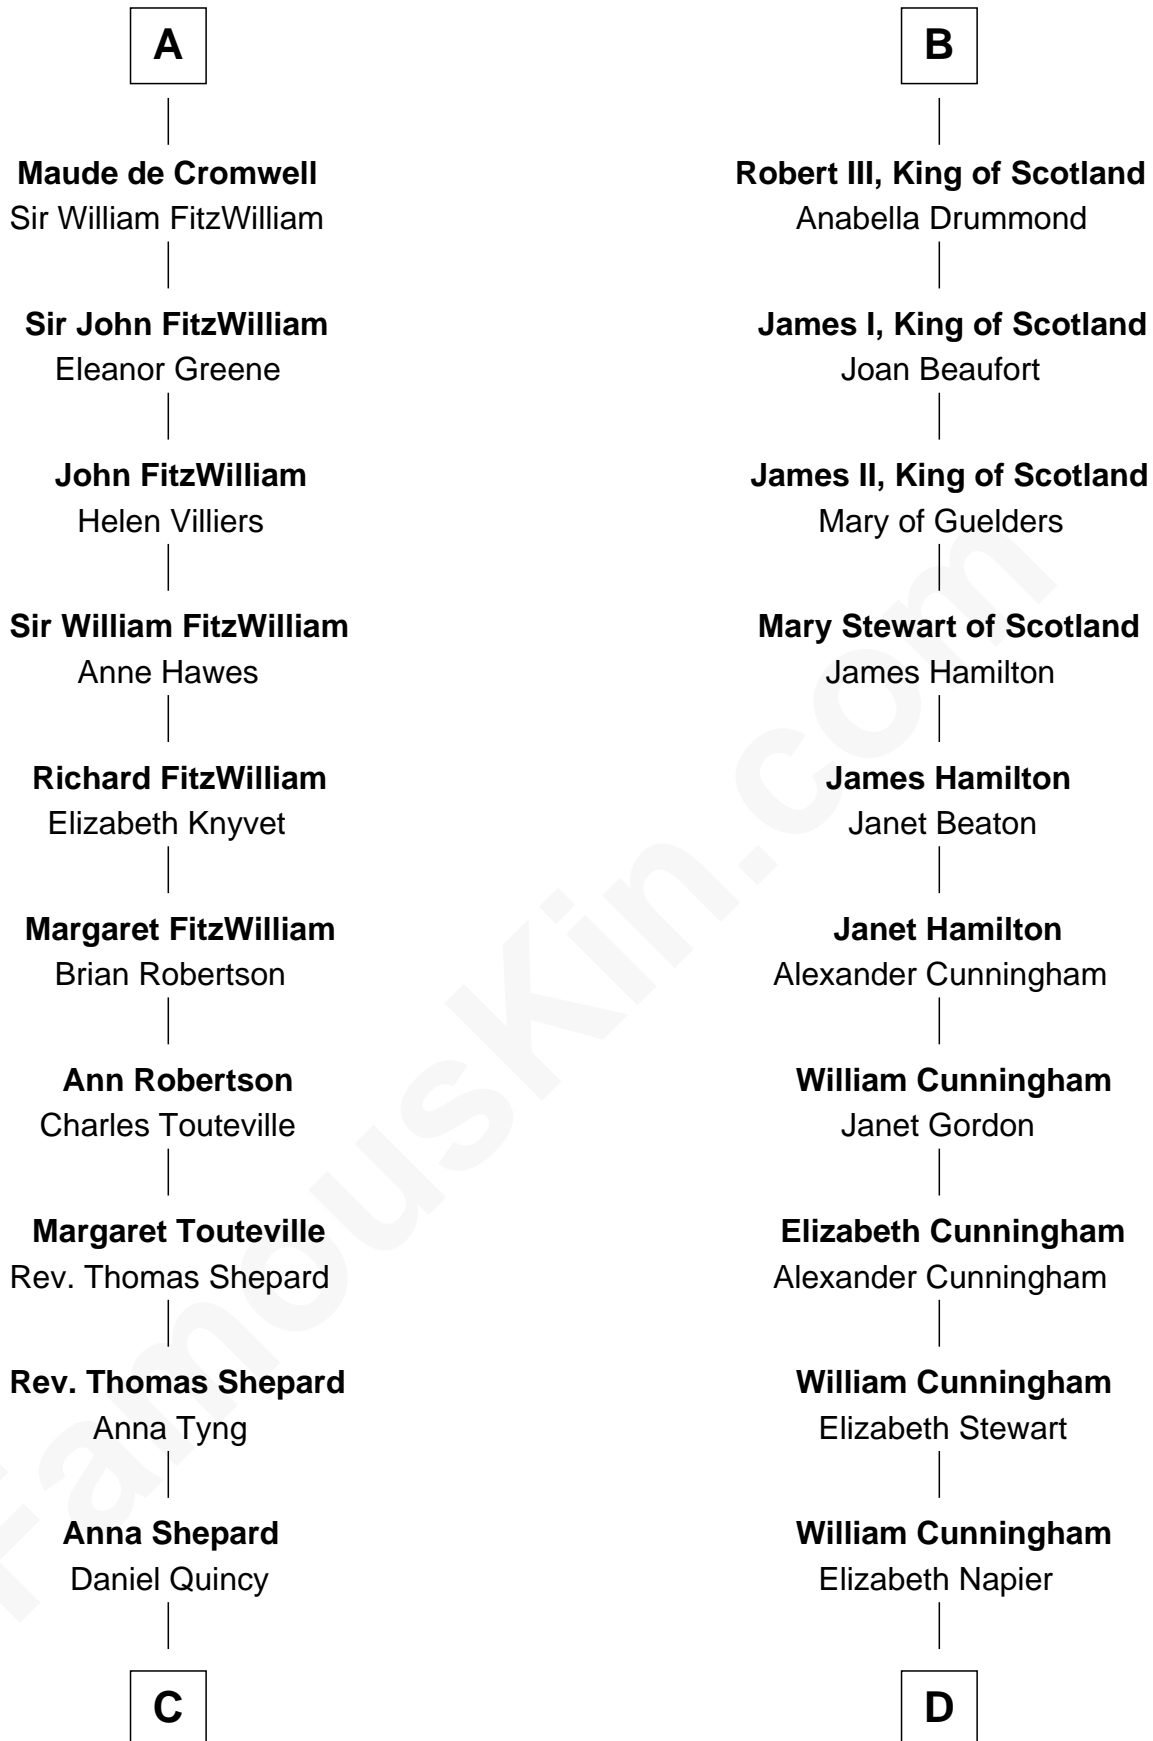 A
Maude de Cromwell
Sir William FitzWilliam
Sir John FitzWilliam
Eleanor Greene
John FitzWilliam
Helen Villiers
Sir William FitzWilliam
Anne Hawes
Richard FitzWilliam
Elizabeth Knyvet
Margaret FitzWilliam
Brian Robertson
Ann Robertson
Charles Touteville
Margaret Touteville
Rev. Thomas Shepard
Rev. Thomas Shepard
Anna Tyng
Anna Shepard
Daniel Quincy
C
B
Robert III, King of Scotland
Anabella Drummond
James I, King of Scotland
Joan Beaufort
James II, King of Scotland
Mary of Guelders
Mary Stewart of Scotland
James Hamilton
James Hamilton
Janet Beaton
Janet Hamilton
Alexander Cunningham
William Cunningham
Janet Gordon
Elizabeth Cunningham
Alexander Cunningham
William Cunningham
Elizabeth Stewart
William Cunningham
Elizabeth Napier
D
FamousKin.com